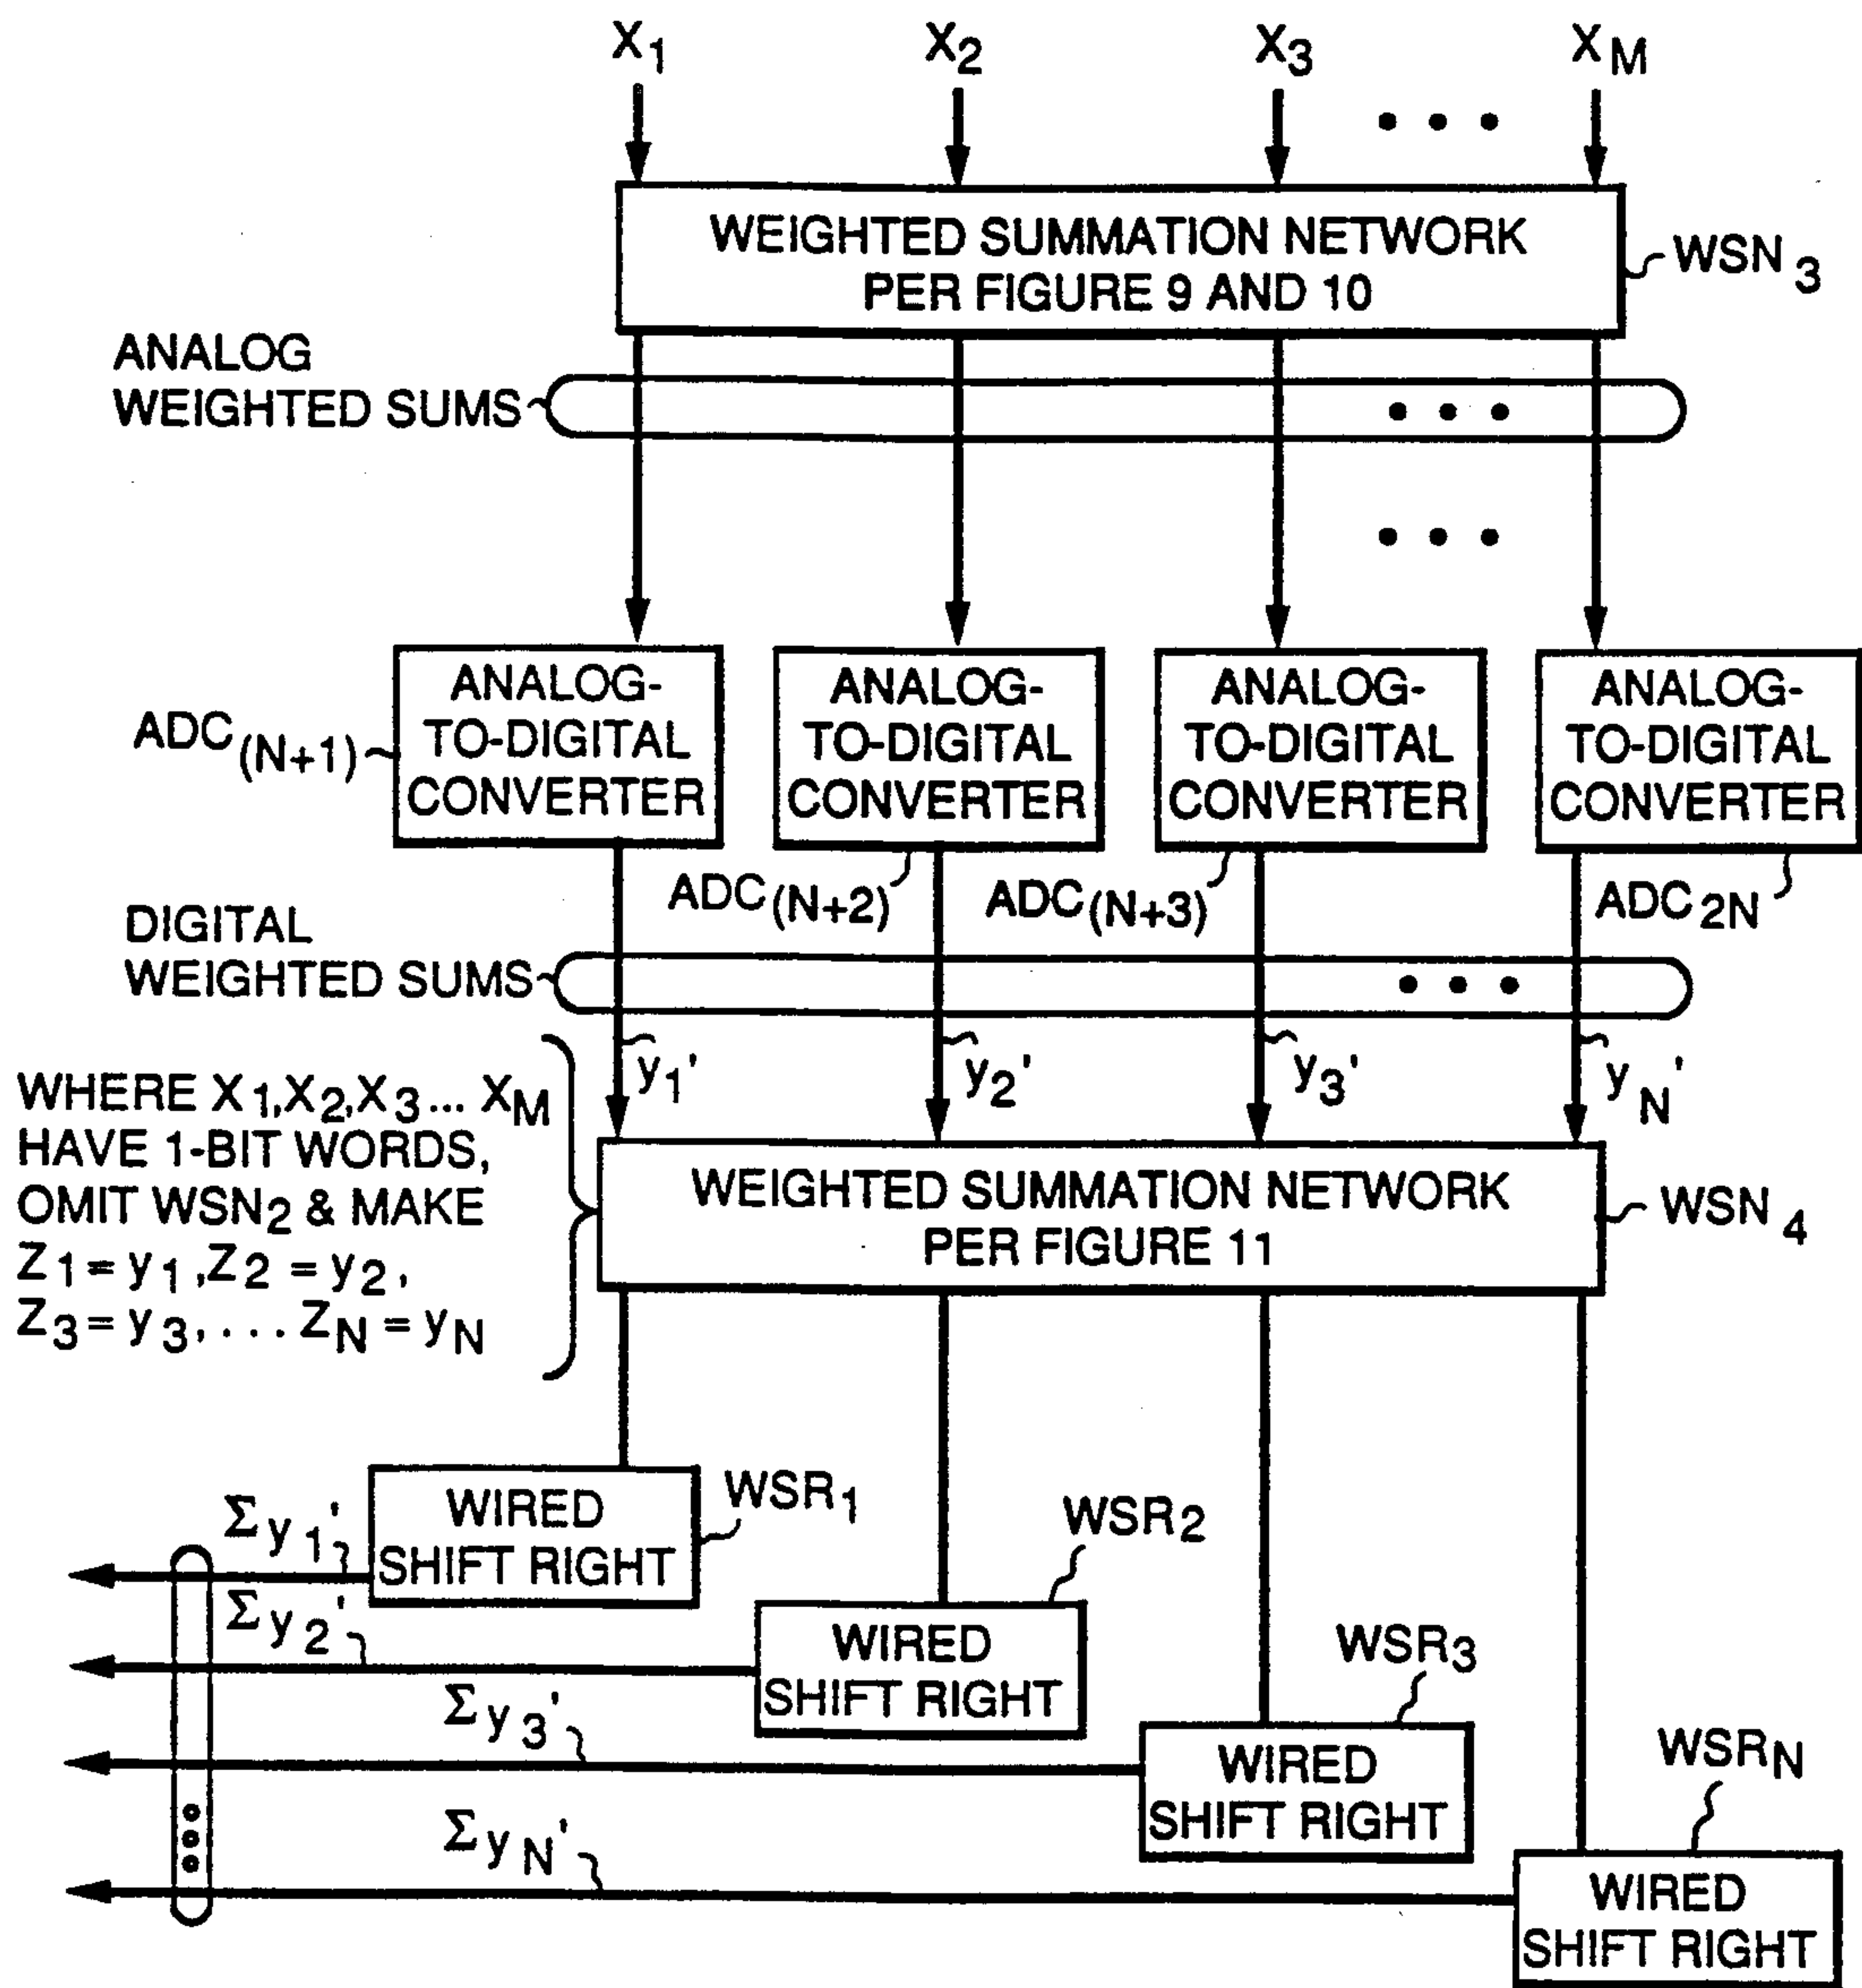 X1 X2 X3 XM
WEIGHTED SUMMATION NETWORK
PER FIGURE 9 AND 10
WSN3
ANALOG
WEIGHTED SUMS
ANALOG-
TO-DIGITAL
CONVERTER
ANALOG-
TO-DIGITAL
CONVERTER
ANALOG-
TO-DIGITAL
CONVERTER
ANALOG-
TO-DIGITAL
CONVERTER
ADC(N+1)
ADC(N+2)
ADC(N+3)
ADC2N
DIGITAL
WEIGHTED SUMS
y1' y2' y3' yN'
WHERE X1,X2,X3... XM
HAVE 1-BIT WORDS,
OMIT WSN2 & MAKE
Z1=y1,Z2=y2,
Z3=y3,... ZN=yN
WEIGHTED SUMMATION NETWORK
PER FIGURE 11
WSN4
WIRED
SHIFT RIGHT
WSR1
Σy1'
WIRED
SHIFT RIGHT
WSR2
Σy2'
WIRED
SHIFT RIGHT
WSR3
Σy3'
WIRED
SHIFT RIGHT
WSRN
ΣyN'